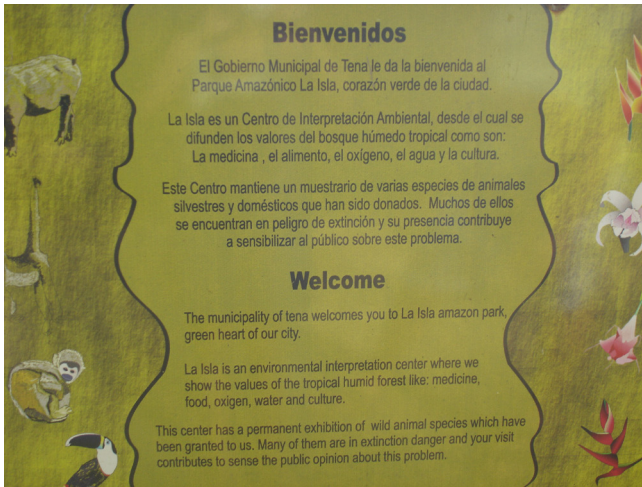 Bienvenidos
El Gobierno Municipal de Tena le da la bienvenida al
Parque Amazónico La Isla, corazón verde de la ciudad.
La Isla es un Centro de Interpretación Ambiental, desde el cual se
difunden los valores del bosque húmedo tropical como son:
La medicina , el alimento, el oxígeno, el agua y la cultura.
Este Centro mantiene un muestrario de varias especies de animales
silvestres y domésticos que han sido donados. Muchos de ellos
se encuentran en peligro de extinción y su presencia contribuye
a sensibilizar al público sobre este problema.
Welcome
The municipality of tena welcomes you to La Isla amazon park,
green heart of our city.
La Isla is an environmental interpretation center where we
show the values of the tropical humid forest like: medicine,
food, oxigen, water and culture.
This center has a permanent exhibition of wild animal species which have
been granted to us. Many of them are in extinction danger and your visit
contributes to sense the public opinion about this problem.